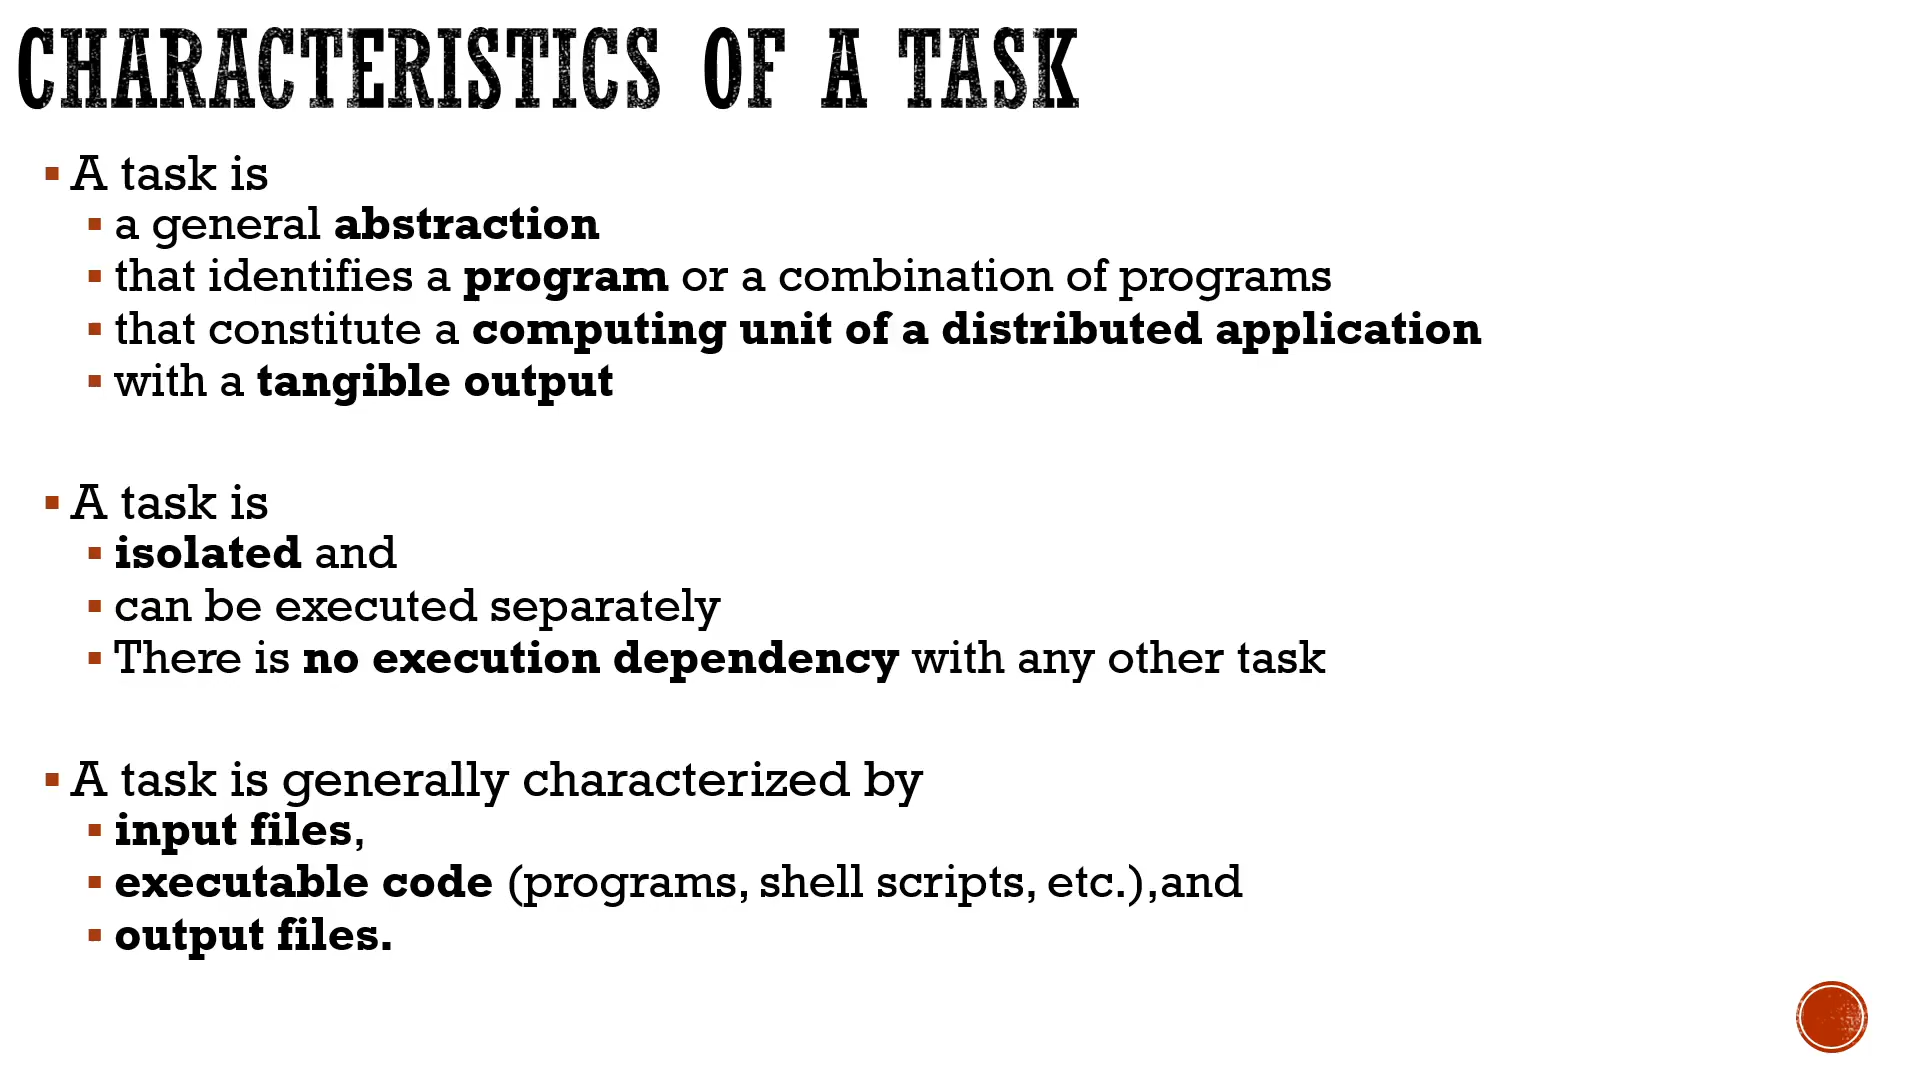 CHARACTERISTICS OF A TASK
A task is
a general abstraction
that identifies a program or a combination of programs
that constitute a computing unit of a distributed application
with a tangible output
A task is
isolated and
can be executed separately
There is no execution dependency with any other task
A task is generally characterized by
input files,
executable code (programs, shell scripts, etc.),and
output files.